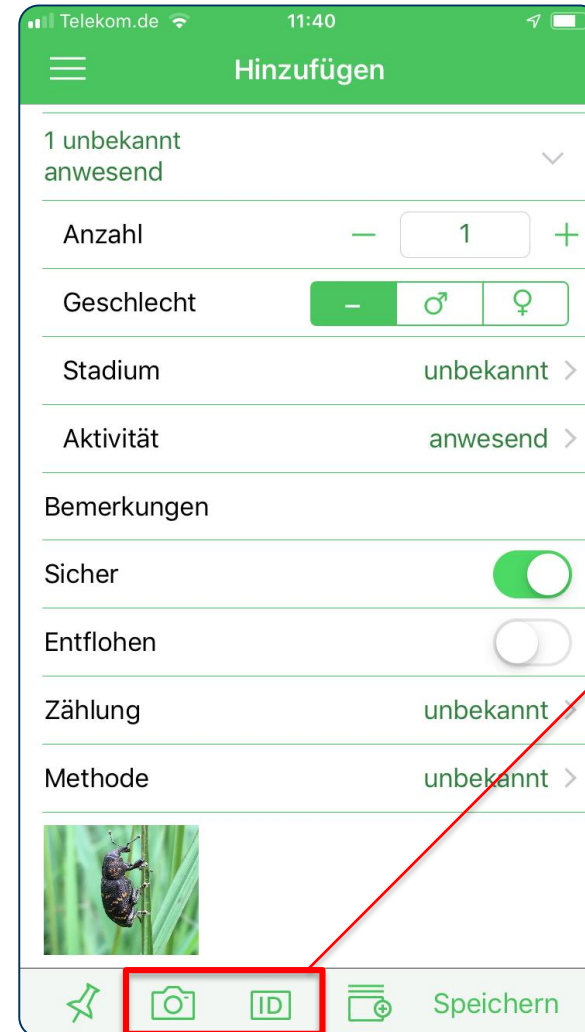 Telekom.de 11:40
Hinzufügen
1 unbekannt
anwesend
Anzahl − 1 +
Geschlecht – ♂ ♀
Stadium unbekannt
Aktivität anwesend
Bemerkungen
Sicher
Entflohen
Zählung unbekannt
Methode unbekannt
ID Speichern